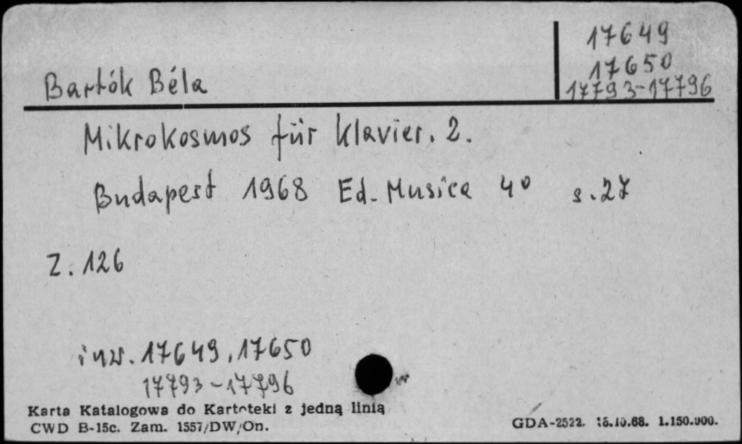 17649
17650
17793-17796
Bartók Béla
Mikrokosmos für Klavier. 2.
Budapest 1968 Ed. Musica 4° s. 27
Z. 126
inw. 17649, 17650
17793-17796
Karta Katalogowa do Kartoteki z jedną linią
CWD B-15c. Zam. 1557/DW/On.
GDA-2522. 16.10.68. 1.150.000.